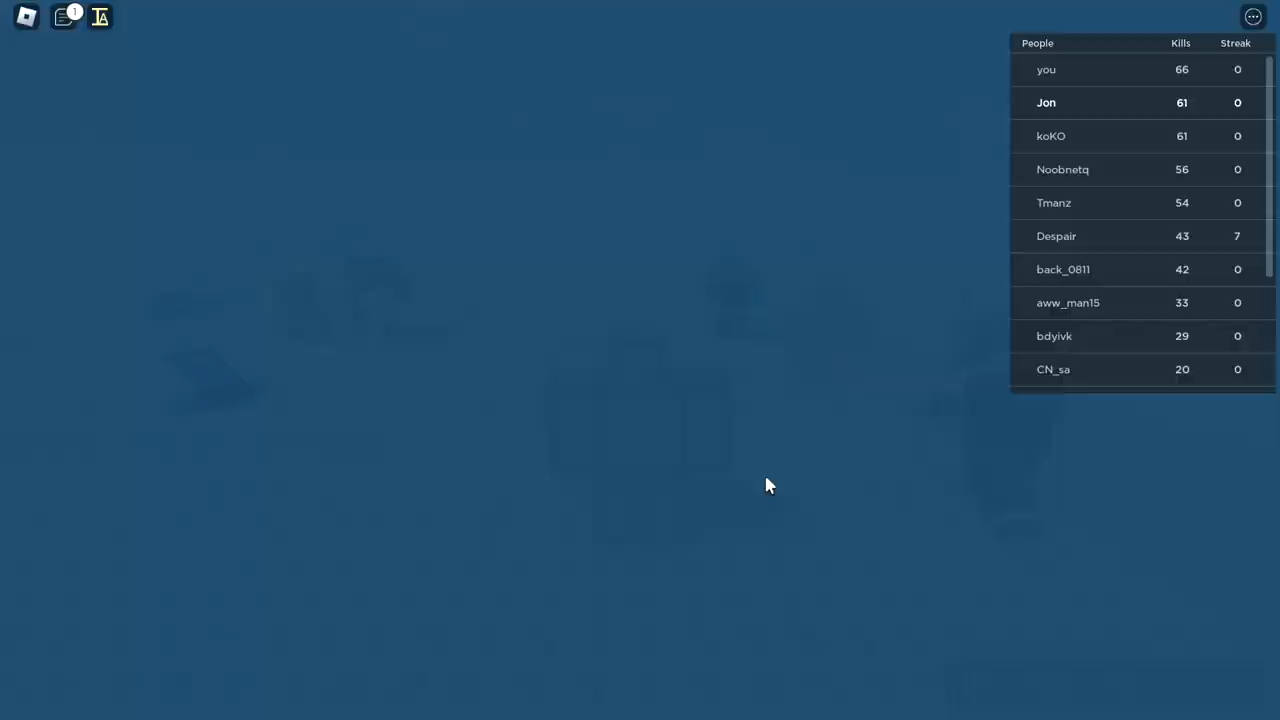 1
People Kills Streak
you 66 0
Jon 61 0
koKO 61 0
Noobnetq 56 0
Tmanz 54 0
Despair 43 7
back_0811 42 0
aww_man15 33 0
bdyivk 29 0
CN_sa 20 0